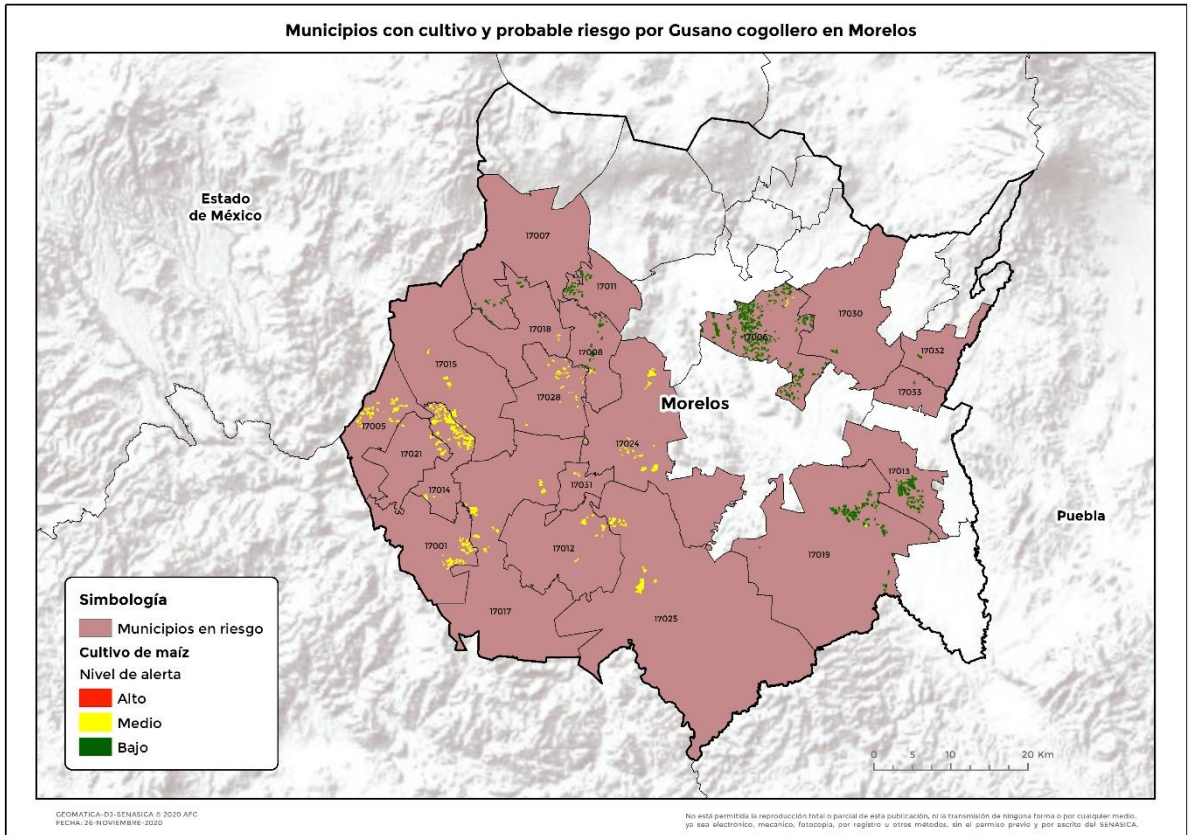 Municipios con cultivo y probable riesgo por Gusano cogollero en Morelos
Estado
de México
17007
17011
17030
17018
17006
17008
17032
17015
17033
17028
Morelos
17005
17024
17021
17013
17014
17031
Puebla
17001
17012
17019
17017
17025
Simbología
Municipios en riesgo
Cultivo de maíz
Nivel de alerta
Alto
Medio
Bajo
0 5 10 20 Km
GEOMATICA-DJ-SENASICA © 2020 AFC
FECHA: 26-NOVIEMBRE-2020
No está permitida la reproducción total o parcial de esta publicación, ni la transmisión de ninguna forma o por cualquier medio,
ya sea electrónico, mecanico, fotocopia, por registro u otros métodos, sin el permiso previo y por escrito del SENASICA.